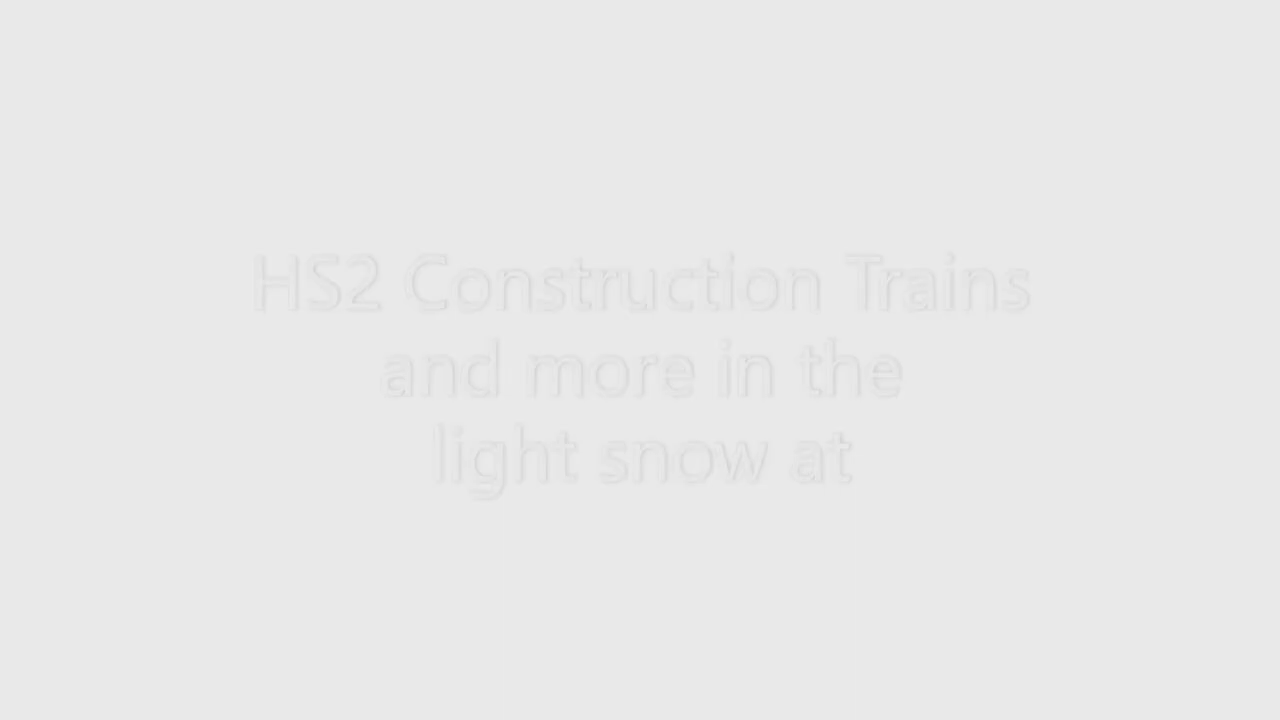 HS2 Construction Trains
and more in the
light snow at